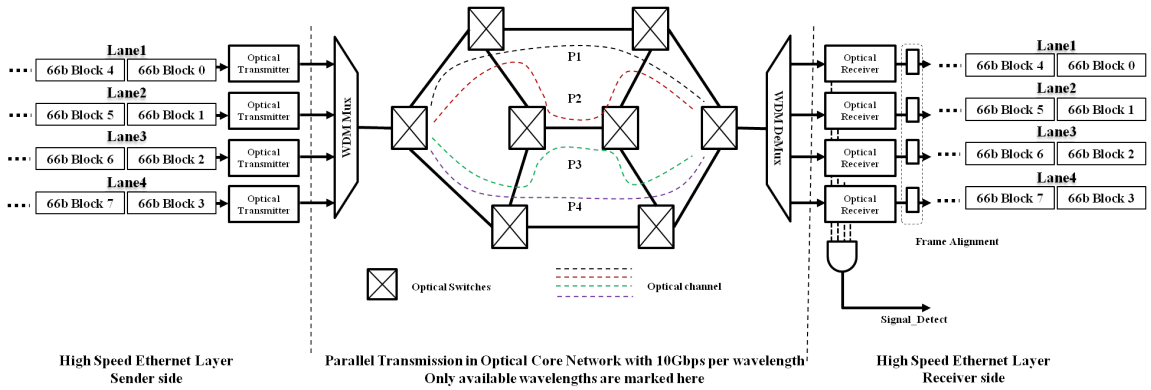 Lane1
66b Block 4 66b Block 0
Lane2
66b Block 5 66b Block 1
Lane3
66b Block 6 66b Block 2
Lane4
66b Block 7 66b Block 3
Optical
Transmitter
Optical
Transmitter
Optical
Transmitter
Optical
Transmitter
WDM Mux
P1
P2
P3
P4
WDM DeMux
Optical
Receiver
Optical
Receiver
Optical
Receiver
Optical
Receiver
Lane1
66b Block 4 66b Block 0
Lane2
66b Block 5 66b Block 1
Lane3
66b Block 6 66b Block 2
Lane4
66b Block 7 66b Block 3
Frame Alignment
Optical Switches
Optical channel
Signal_Detect
High Speed Ethernet Layer
Sender side
Parallel Transmission in Optical Core Network with 10Gbps per wavelength
Only available wavelengths are marked here
High Speed Ethernet Layer
Receiver side